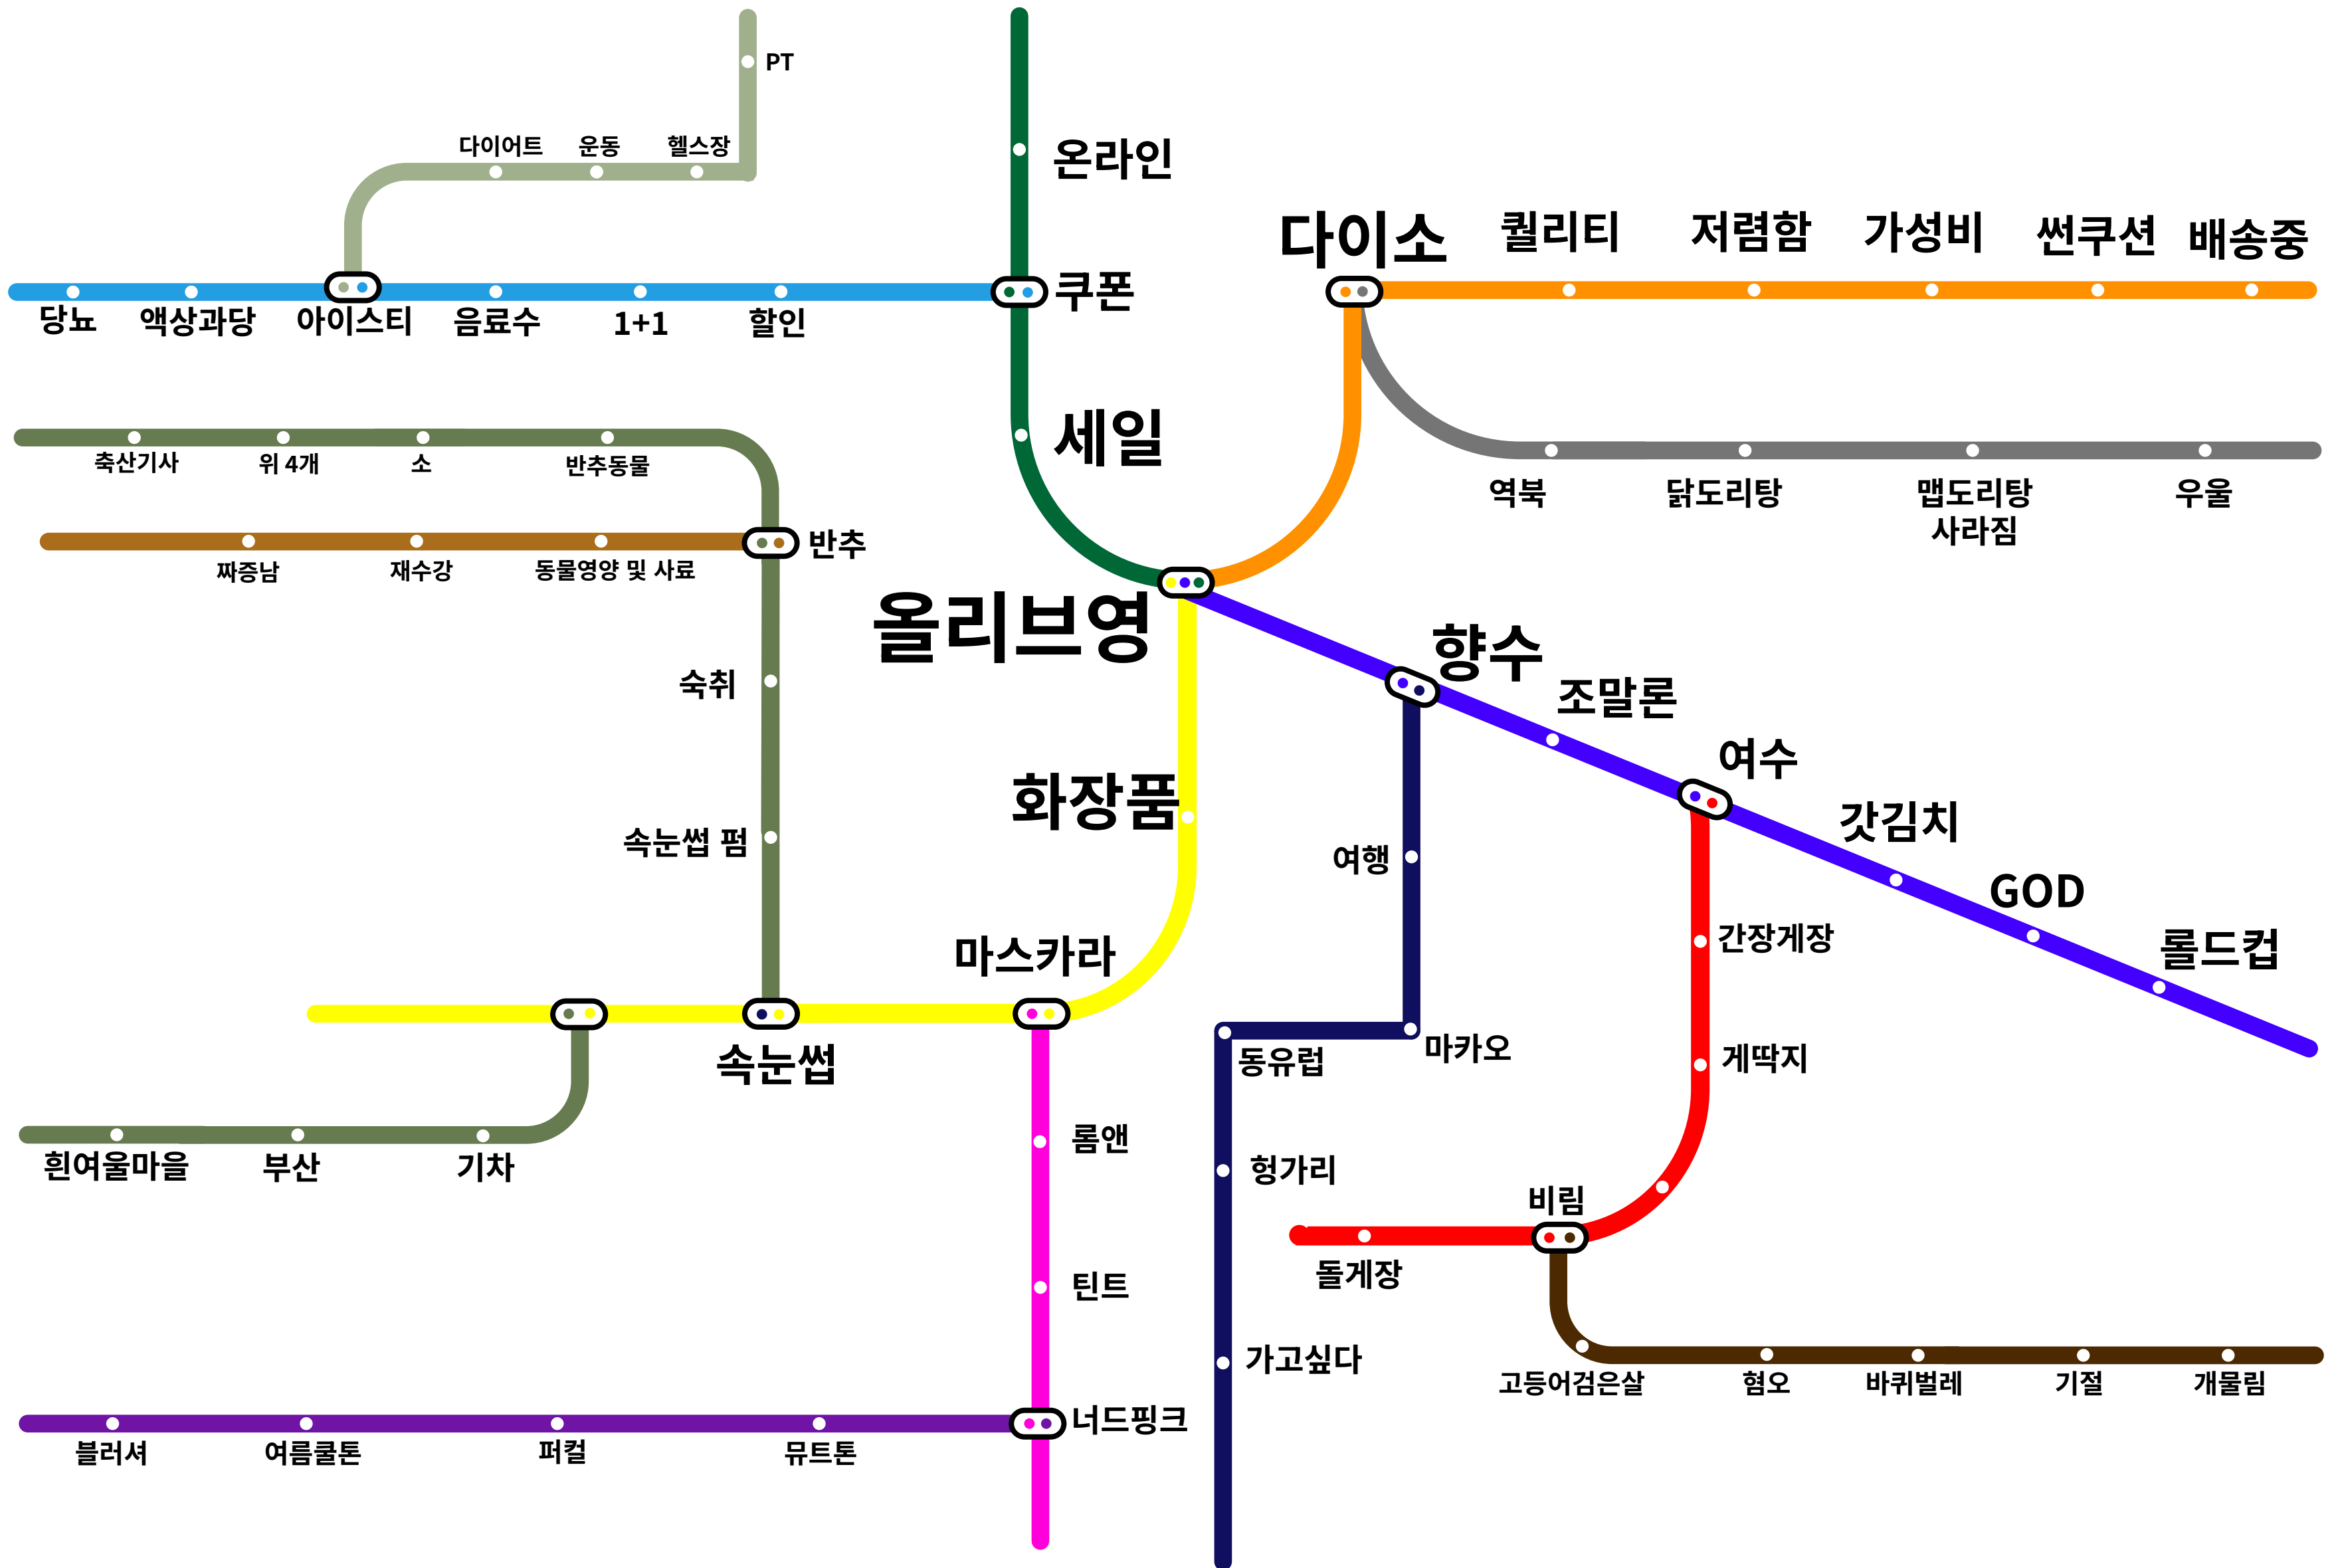 PT
다이어트
운동
헬스장
온라인
다이소
퀄리티
저렴함
가성비
썬쿠션
배송중
당뇨
액상과당
아이스티
음료수
1+1
할인
쿠폰
세일
축산기사
위 4개
소
반추동물
역북
닭도리탕
맵도리탕
사라짐
우울
짜증남
재수강
동물영양 및 사료
반추
올리브영
향수
조말론
여수
갓김치
GOD
롤드컵
숙취
화장품
속눈썹 펌
여행
마스카라
간장게장
속눈썹
동유럽
마카오
게딱지
흰여울마을
부산
기차
롬앤
헝가리
비림
돌게장
틴트
가고싶다
고등어검은살
혐오
바퀴벌레
기절
개물림
너드핑크
블러셔
여름쿨톤
퍼컬
뮤트톤